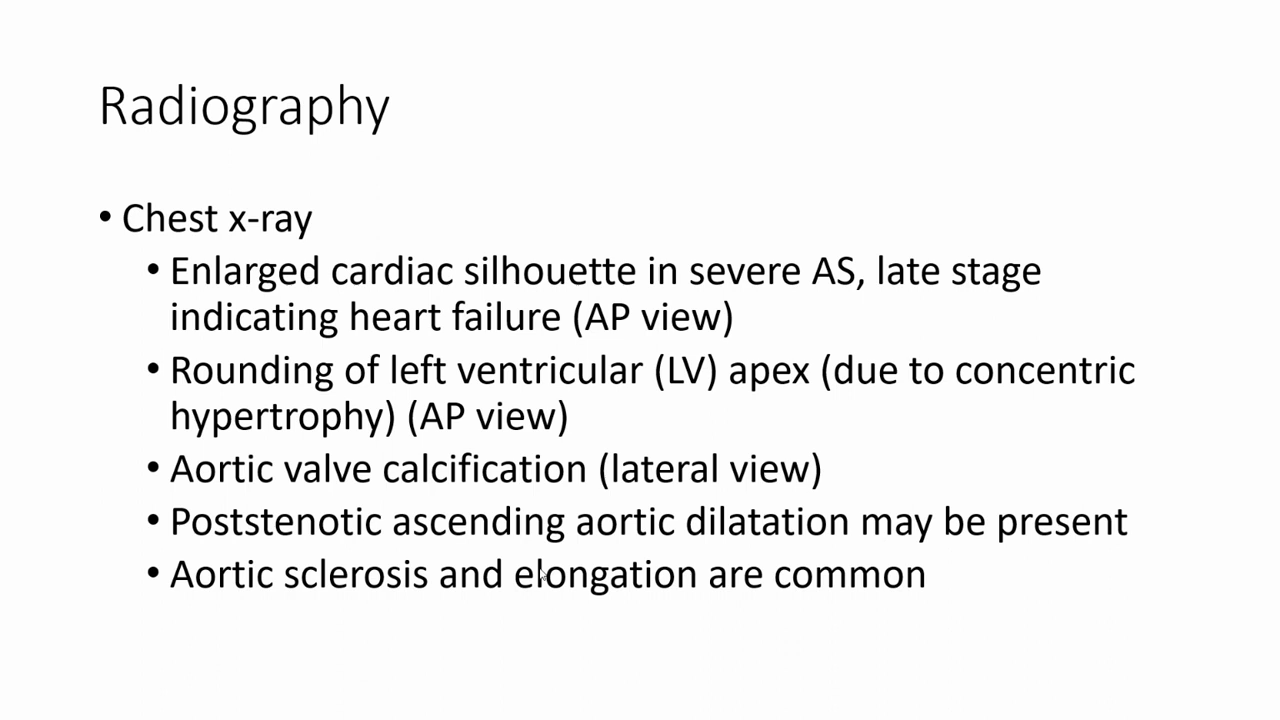 Radiography
• Chest x-ray
• Enlarged cardiac silhouette in severe AS, late stage
indicating heart failure (AP view)
• Rounding of left ventricular (LV) apex (due to concentric
hypertrophy) (AP view)
• Aortic valve calcification (lateral view)
• Poststenotic ascending aortic dilatation may be present
• Aortic sclerosis and elongation are common